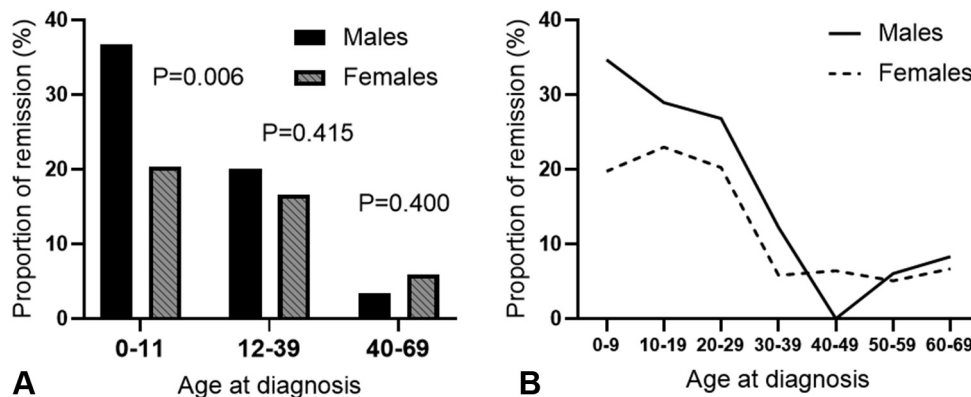 Proportion of remission (%)
40
30
20
10
0
Males
Females
P=0.006
P=0.415
P=0.400
0-11 12-39 40-69
Age at diagnosis
A
Proportion of remission (%)
40
30
20
10
0
Males
Females
0-9 10-19 20-29 30-39 40-49 50-59 60-69
Age at diagnosis
B